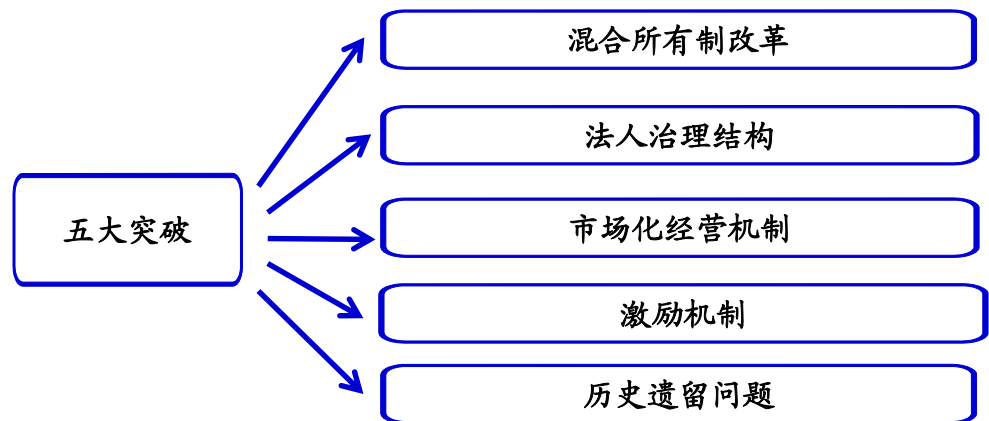 混合所有制改革
法人治理结构
五大突破
市场化经营机制
激励机制
历史遗留问题